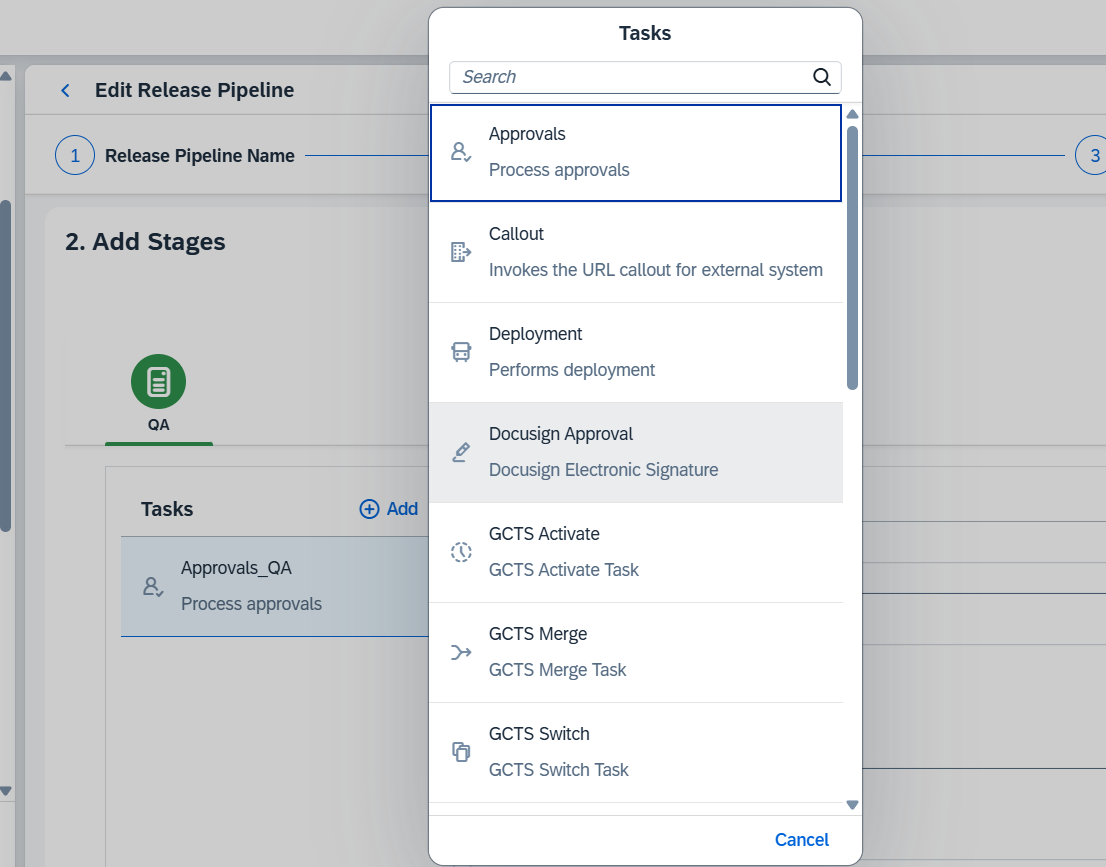 Tasks
Search
Edit Release Pipeline
1 Release Pipeline Name
3
2. Add Stages
QA
Tasks
Add
Approvals_QA
Process approvals
Approvals
Process approvals
Callout
Invokes the URL callout for external system
Deployment
Performs deployment
Docusign Approval
Docusign Electronic Signature
GCTS Activate
GCTS Activate Task
GCTS Merge
GCTS Merge Task
GCTS Switch
GCTS Switch Task
Cancel